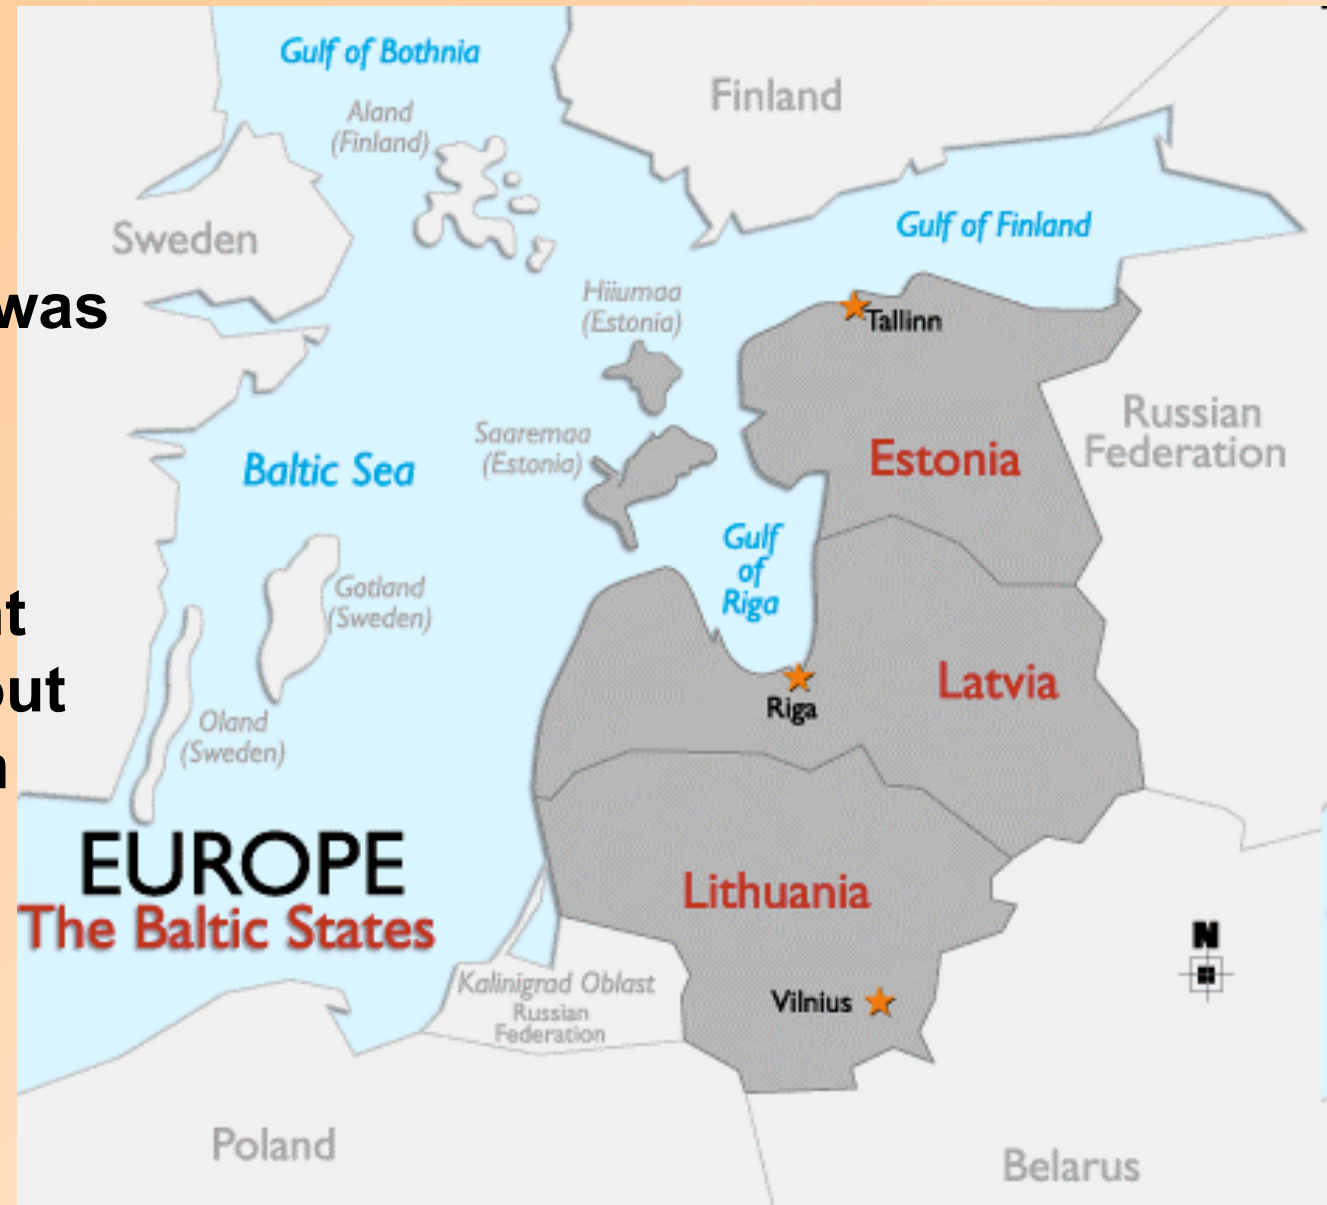 Gulf of Bothnia
Finland
Aland
(Finland)
Gulf of Finland
Sweden
was
Hiiumaa
(Estonia)
Tallinn
Russian
Federation
Saaremaa
(Estonia)
Estonia
Baltic Sea
Gulf
of
Riga
Gotland
(Sweden)
out
Latvia
Riga
Oland
(Sweden)
EUROPE
The Baltic States
Lithuania
N
Kaliningrad Oblast
Russian
Federation
Vilnius
Poland
Belarus